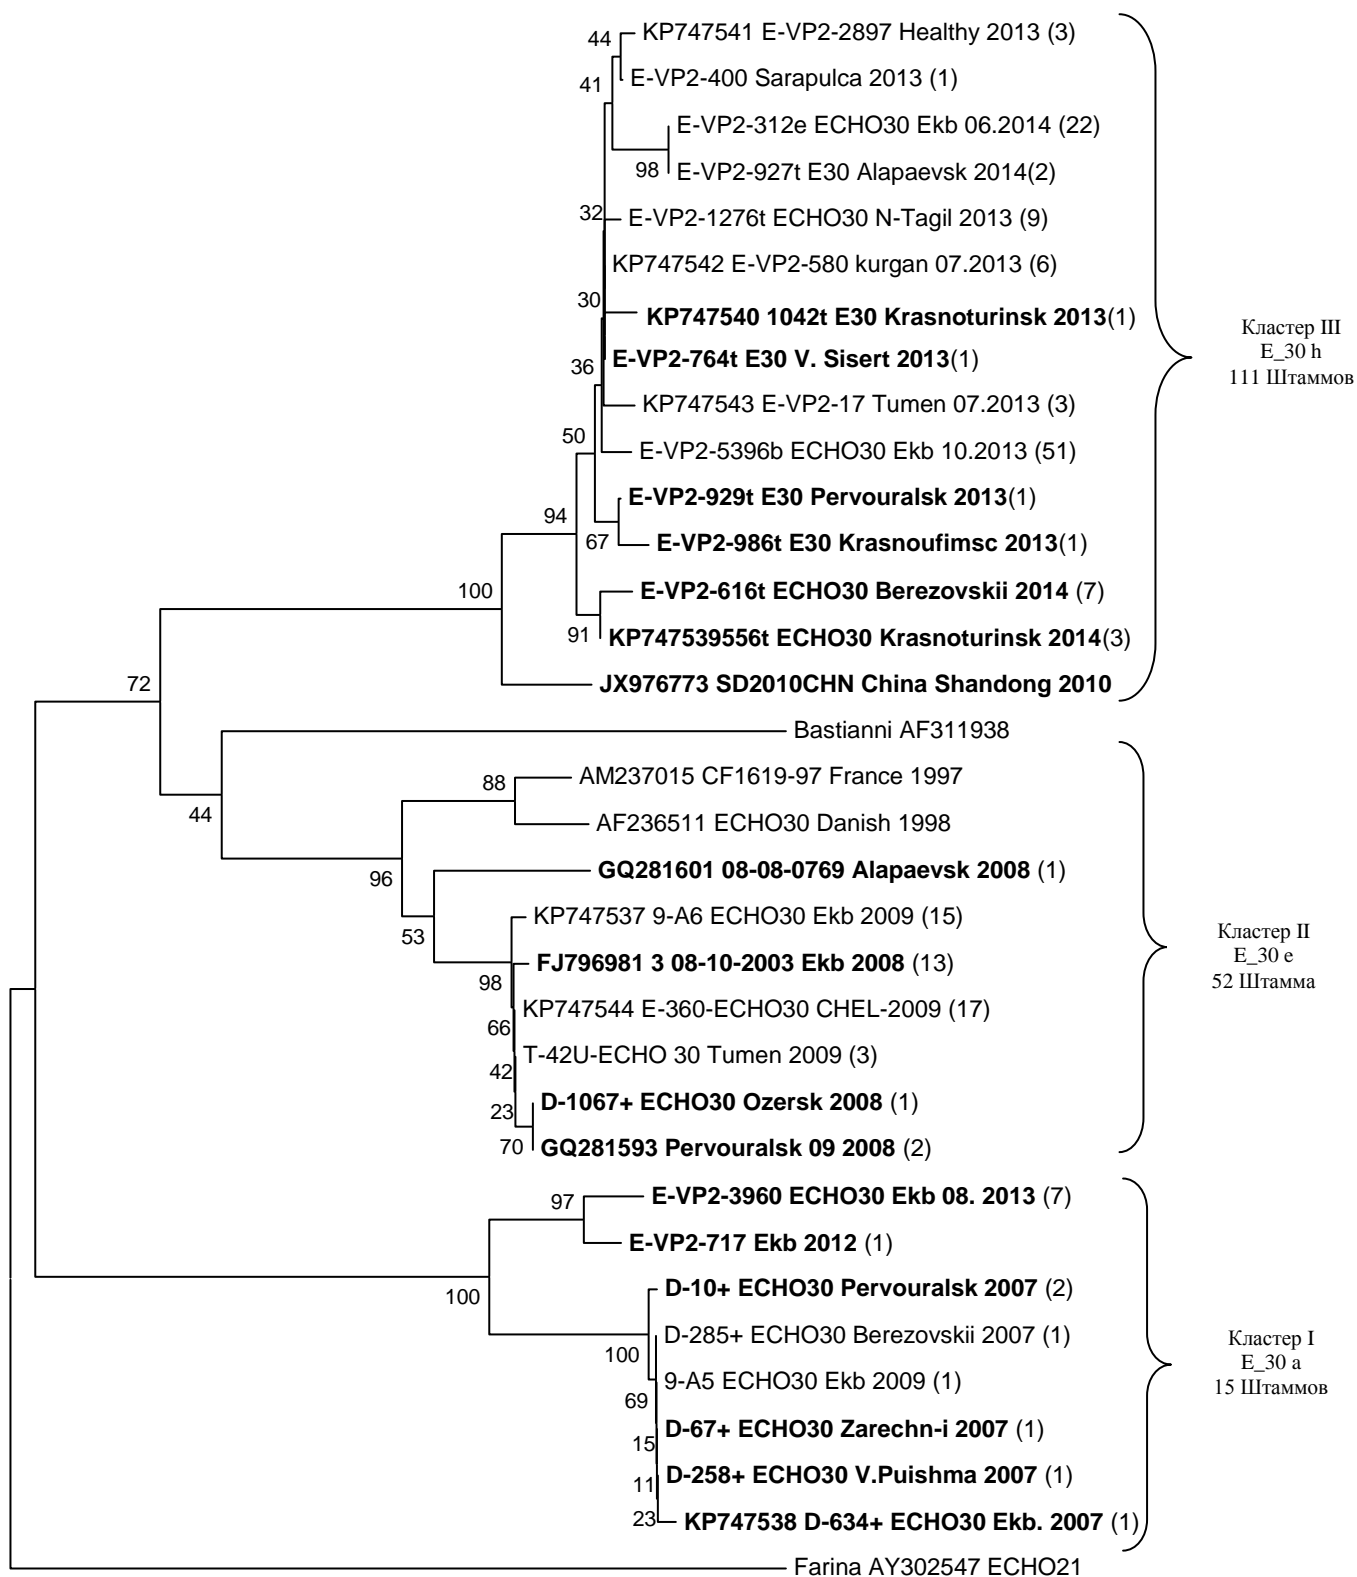 KP747541 E-VP2-2897 Healthy 2013 (3)
44
E-VP2-400 Sarapulca 2013 (1)
41
E-VP2-312e ECHO30 Ekb 06.2014 (22)
E-VP2-927t E30 Alapaevsk 2014(2)
98
E-VP2-1276t ECHO30 N-Tagil 2013 (9)
32
KP747542 E-VP2-580 kurgan 07.2013 (6)
30
KP747540 1042t E30 Krasnoturinsk 2013(1)
E-VP2-764t E30 V. Sisert 2013(1)
36
KP747543 E-VP2-17 Tumen 07.2013 (3)
50
E-VP2-5396b ECHO30 Ekb 10.2013 (51)
E-VP2-929t E30 Pervouralsk 2013(1)
94
67
E-VP2-986t E30 Krasnoufimsc 2013(1)
100
E-VP2-616t ECHO30 Berezovskii 2014 (7)
91
KP747539556t ECHO30 Krasnoturinsk 2014(3)
72
JX976773 SD2010CHN China Shandong 2010
Кластер III
E_30 h
111 Штаммов
Bastianni AF311938
88
AM237015 CF1619-97 France 1997
44
AF236511 ECHO30 Danish 1998
96
GQ281601 08-08-0769 Alapaevsk 2008 (1)
KP747537 9-A6 ECHO30 Ekb 2009 (15)
53
FJ796981 3 08-10-2003 Ekb 2008 (13)
98
KP747544 E-360-ECHO30 CHEL-2009 (17)
66
T-42U-ECHO 30 Tumen 2009 (3)
42
D-1067+ ECHO30 Ozersk 2008 (1)
23
70
GQ281593 Pervouralsk 09 2008 (2)
Кластер II
E_30 e
52 Штамма
E-VP2-3960 ECHO30 Ekb 08. 2013 (7)
97
E-VP2-717 Ekb 2012 (1)
100
D-10+ ECHO30 Pervouralsk 2007 (2)
D-285+ ECHO30 Berezovskii 2007 (1)
100
9-A5 ECHO30 Ekb 2009 (1)
69
D-67+ ECHO30 Zarechn-i 2007 (1)
15
D-258+ ECHO30 V.Puishma 2007 (1)
11
23
KP747538 D-634+ ECHO30 Ekb. 2007 (1)
Кластер I
E_30 a
15 Штаммов
Farina AY302547 ECHO21